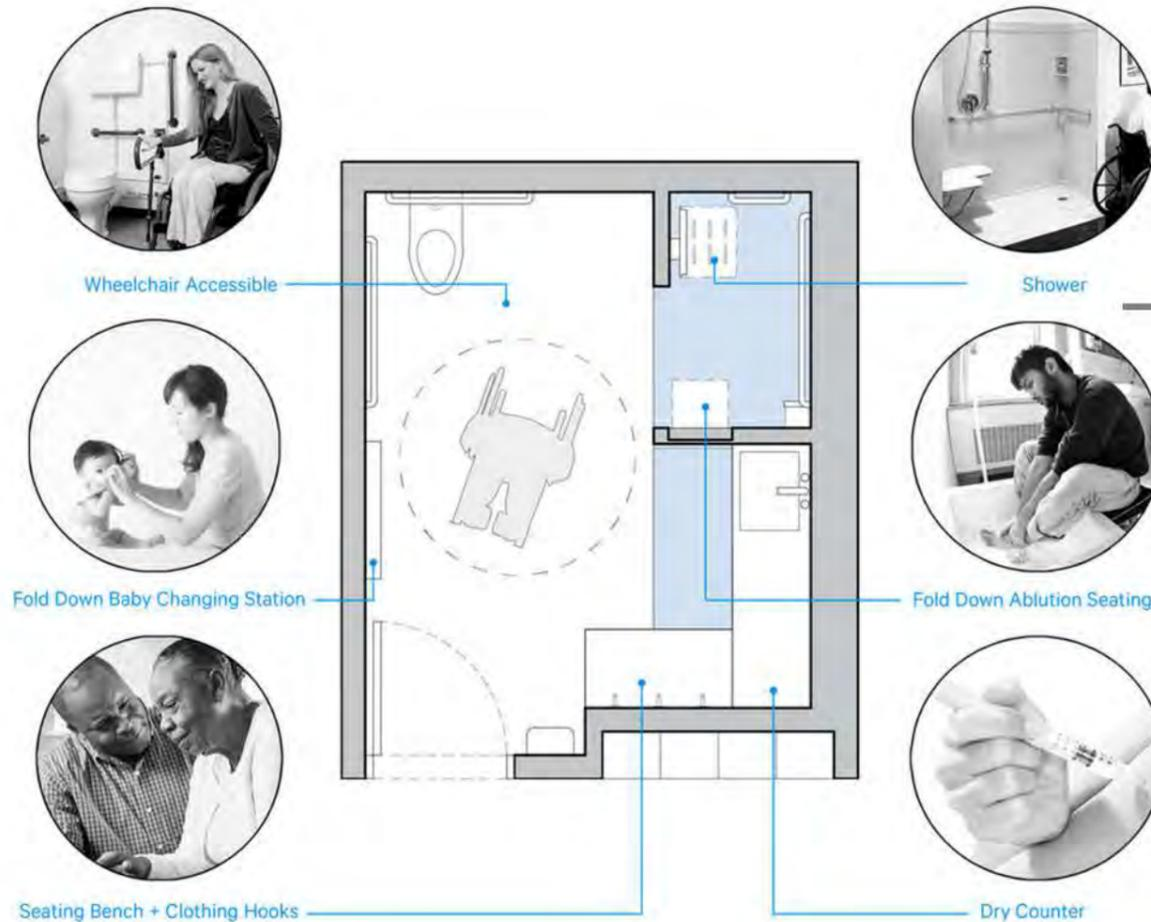 Wheelchair Accessible
Shower
Fold Down Baby Changing Station
Fold Down Ablution Seating
Seating Bench + Clothing Hooks
Dry Counter